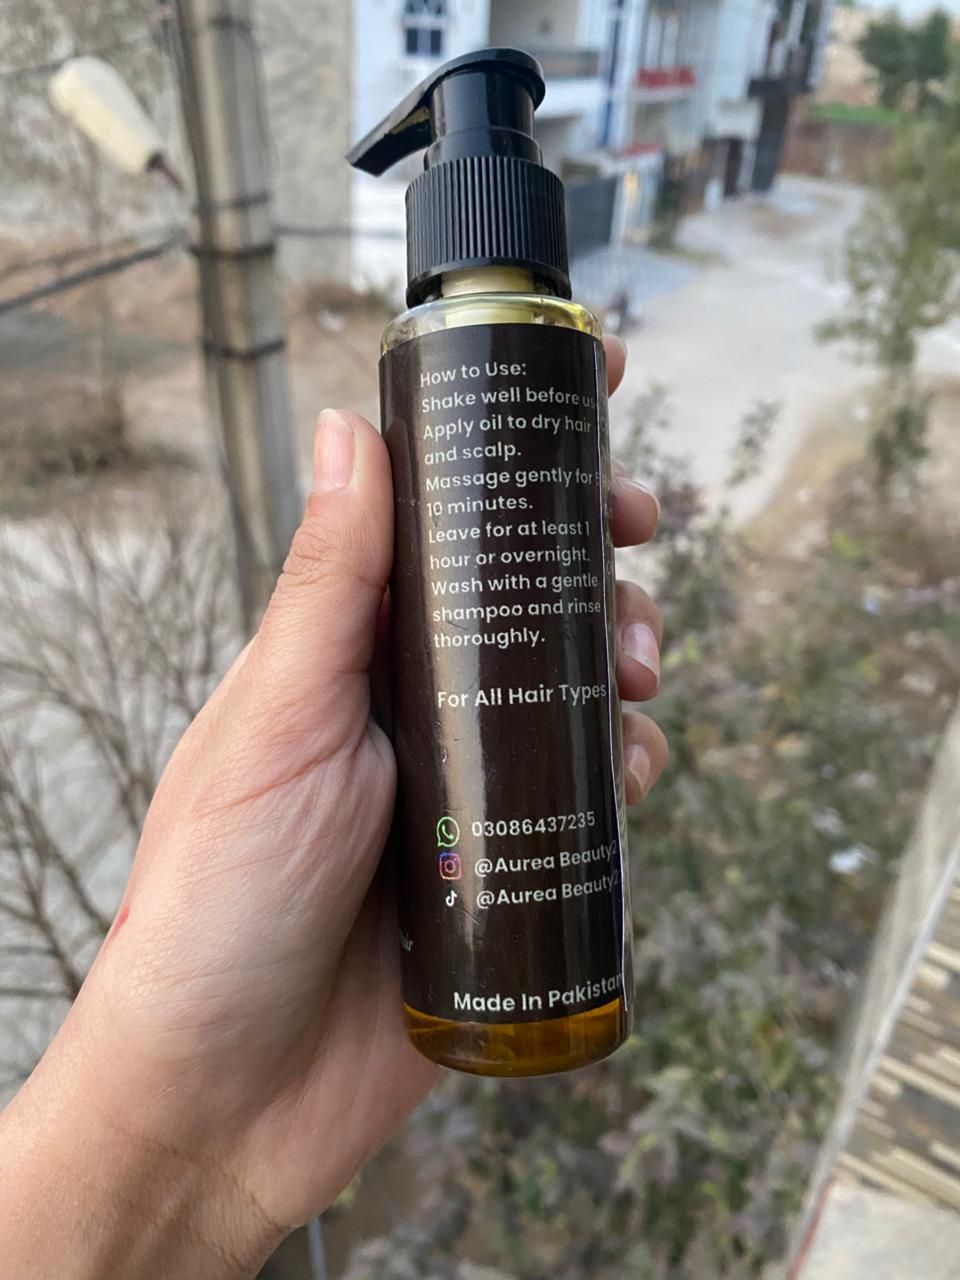 How to Use:
Shake well before us
Apply oil to dry hair
and scalp.
Massage gently for
10 minutes.
Leave for at least 1
hour or overnight.
Wash with a gentle
shampoo and rinse
thoroughly.
For All Hair Types
03086437235
@Aurea Beauty2
@Aurea Beauty2
Made In Pakistan